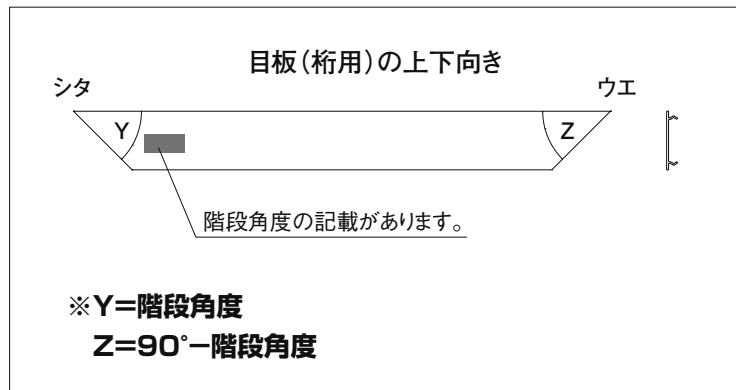 目板（桁用）の上下向き
シタ
ウエ
Y
Z
階段角度の記載があります。
※Y＝階段角度
Z＝90°−階段角度